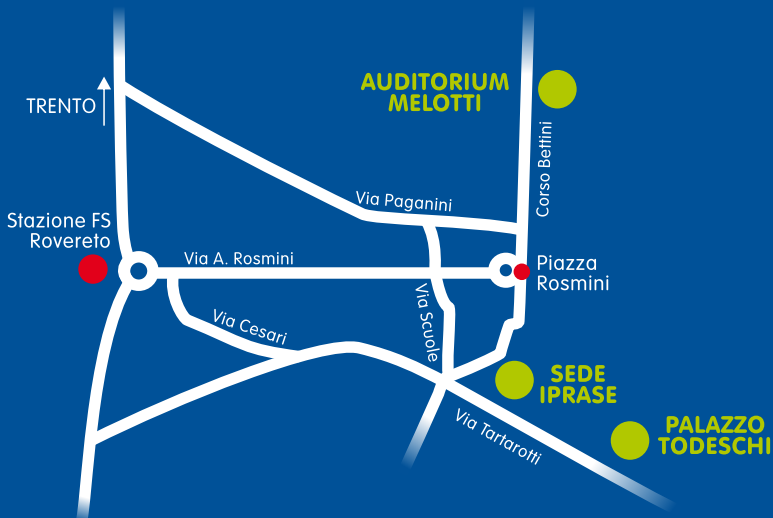 AUDITORIUM
MELOTTI
TRENTO
Corso Bettini
Via Paganini
Stazione FS
Rovereto
Via A. Rosmini
Piazza
Rosmini
Via Cesari
Via Scuole
SEDE
IPRASE
Via Tartarotti
PALAZZO
TODESCHI